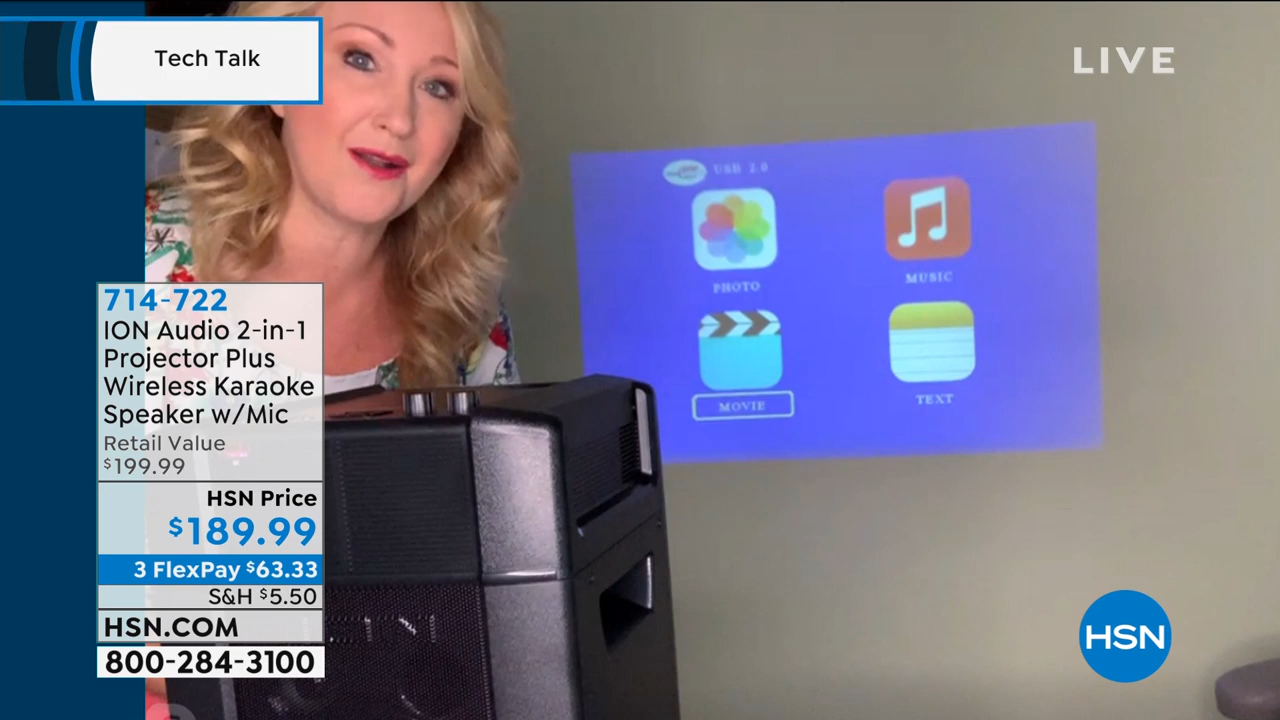 Tech Talk
LIVE
714-722
ION Audio 2-in-1
Projector Plus
Wireless Karaoke
Speaker w/Mic
Retail Value
$199.99
HSN Price
$189.99
3 FlexPay $63.33
S&H $5.50
HSN.COM
800-284-3100
USB 2.0
PHOTO
MUSIC
MOVIE
TEXT
HSN